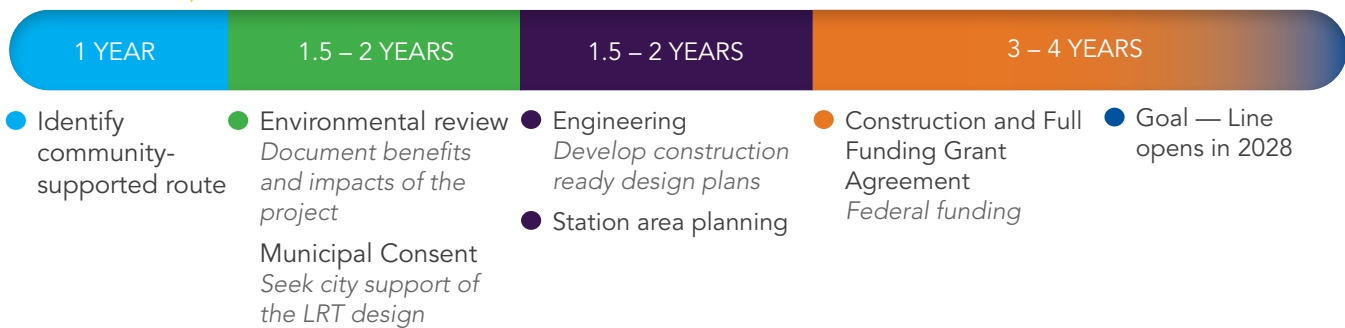 1 YEAR
1.5 – 2 YEARS
1.5 – 2 YEARS
3 – 4 YEARS
Identify
community-
supported route
Environmental review
Document benefits
and impacts of the
project
Municipal Consent
Seek city support of
the LRT design
Engineering
Develop construction
ready design plans
Station area planning
Construction and Full
Funding Grant
Agreement
Federal funding
Goal — Line
opens in 2028